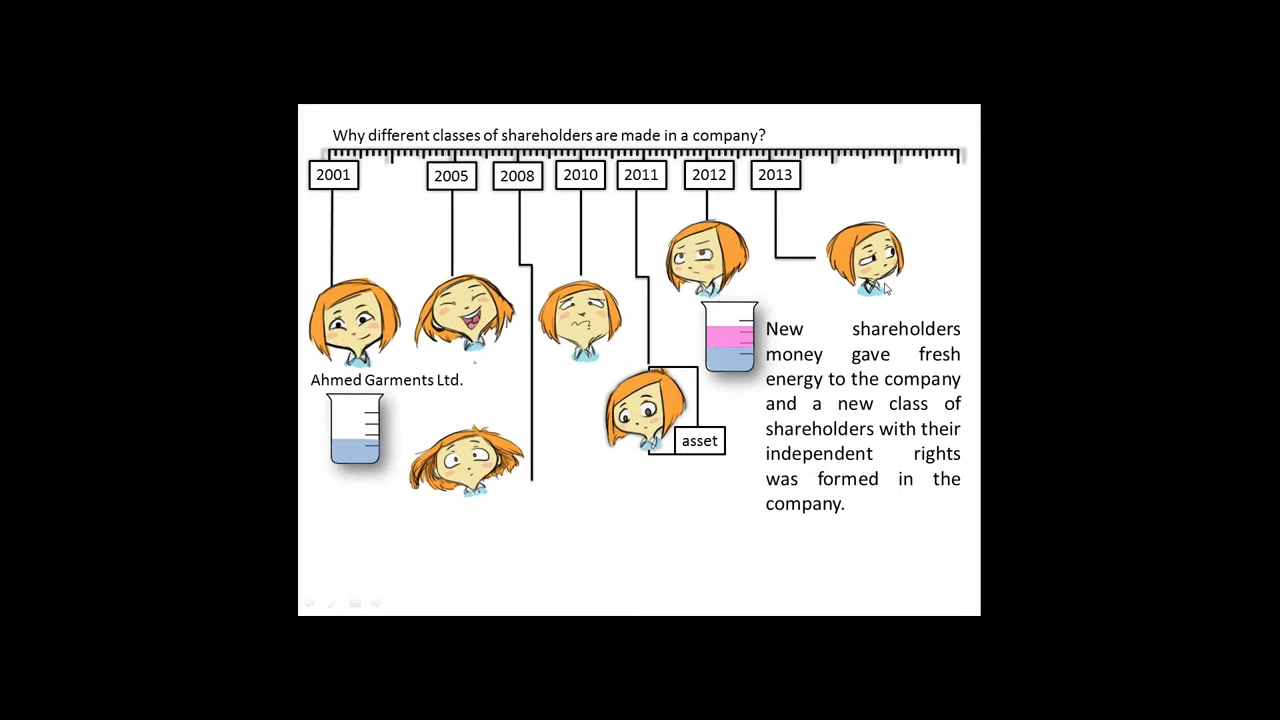 Why different classes of shareholders are made in a company?
2001
2005
2008
2010
2011
2012
2013
Ahmed Garments Ltd.
asset
New shareholders
money gave fresh
energy to the company
and a new class of
shareholders with their
independent rights
was formed in the
company.